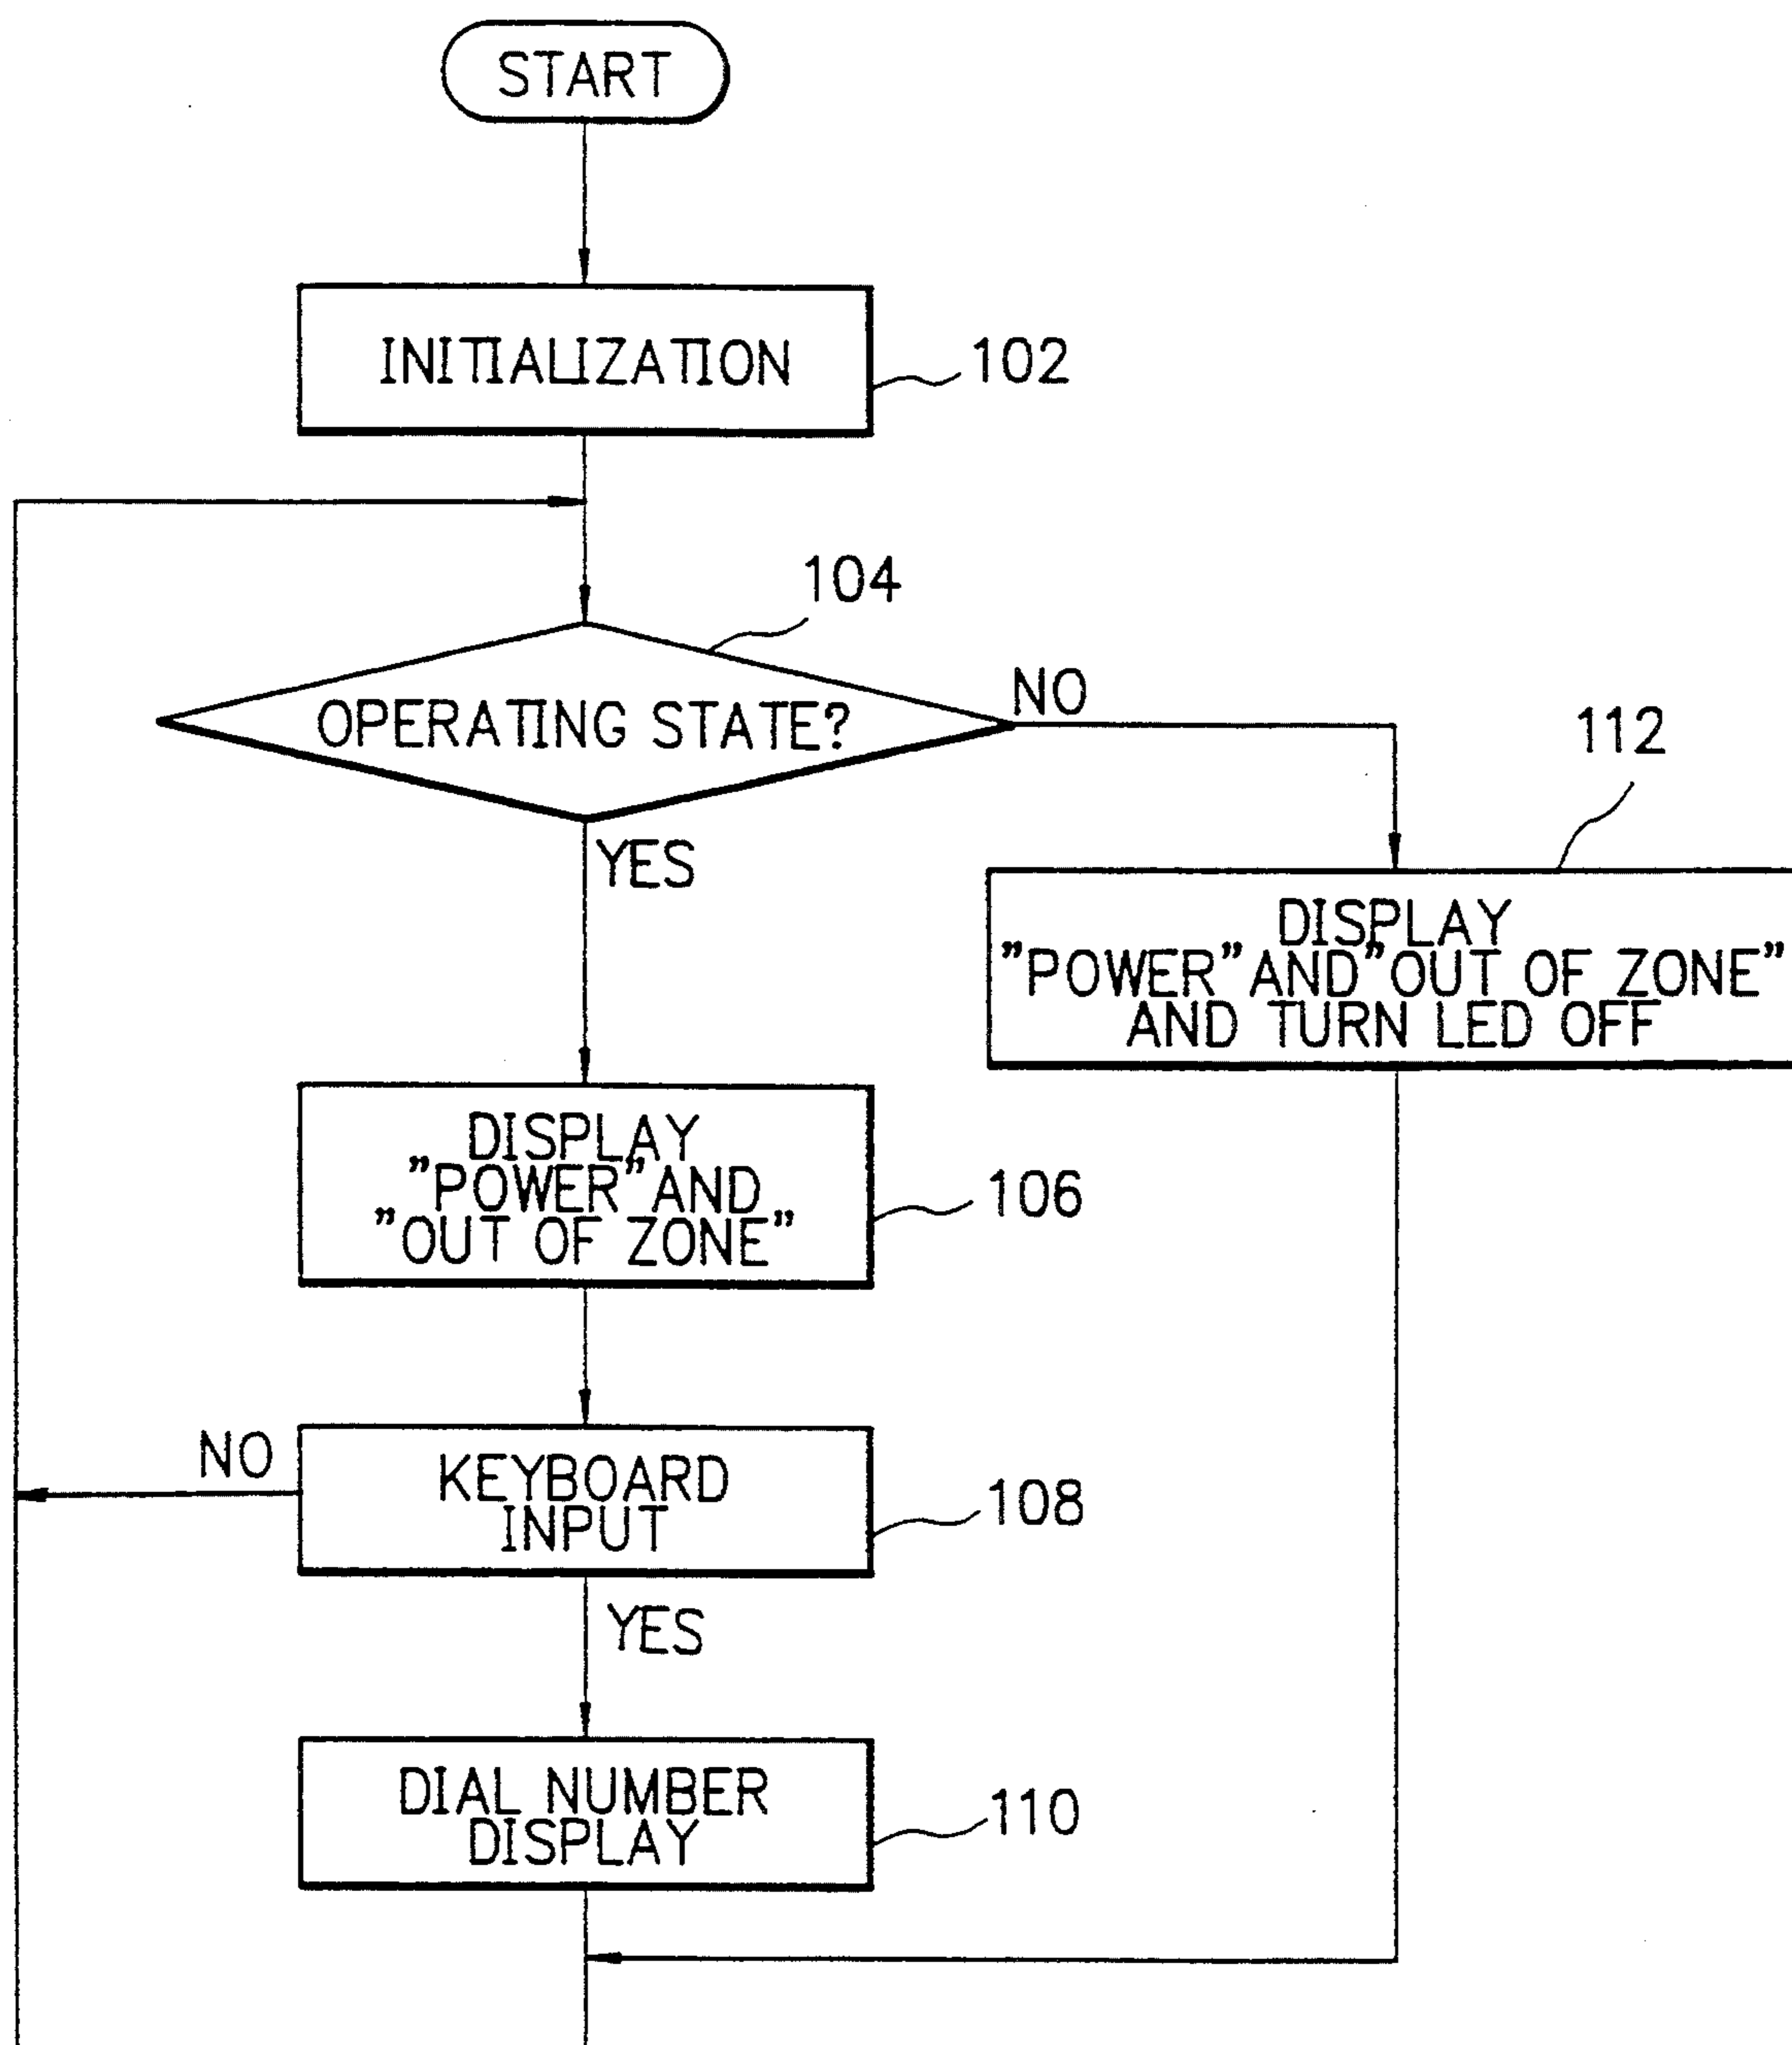 START
INITIALIZATION
102
104
OPERATING STATE?
NO
YES
112
DISPLAY
"POWER" AND "OUT OF ZONE"
AND TURN LED OFF
DISPLAY
"POWER" AND
"OUT OF ZONE"
106
NO
KEYBOARD
INPUT
108
YES
DIAL NUMBER
DISPLAY
110